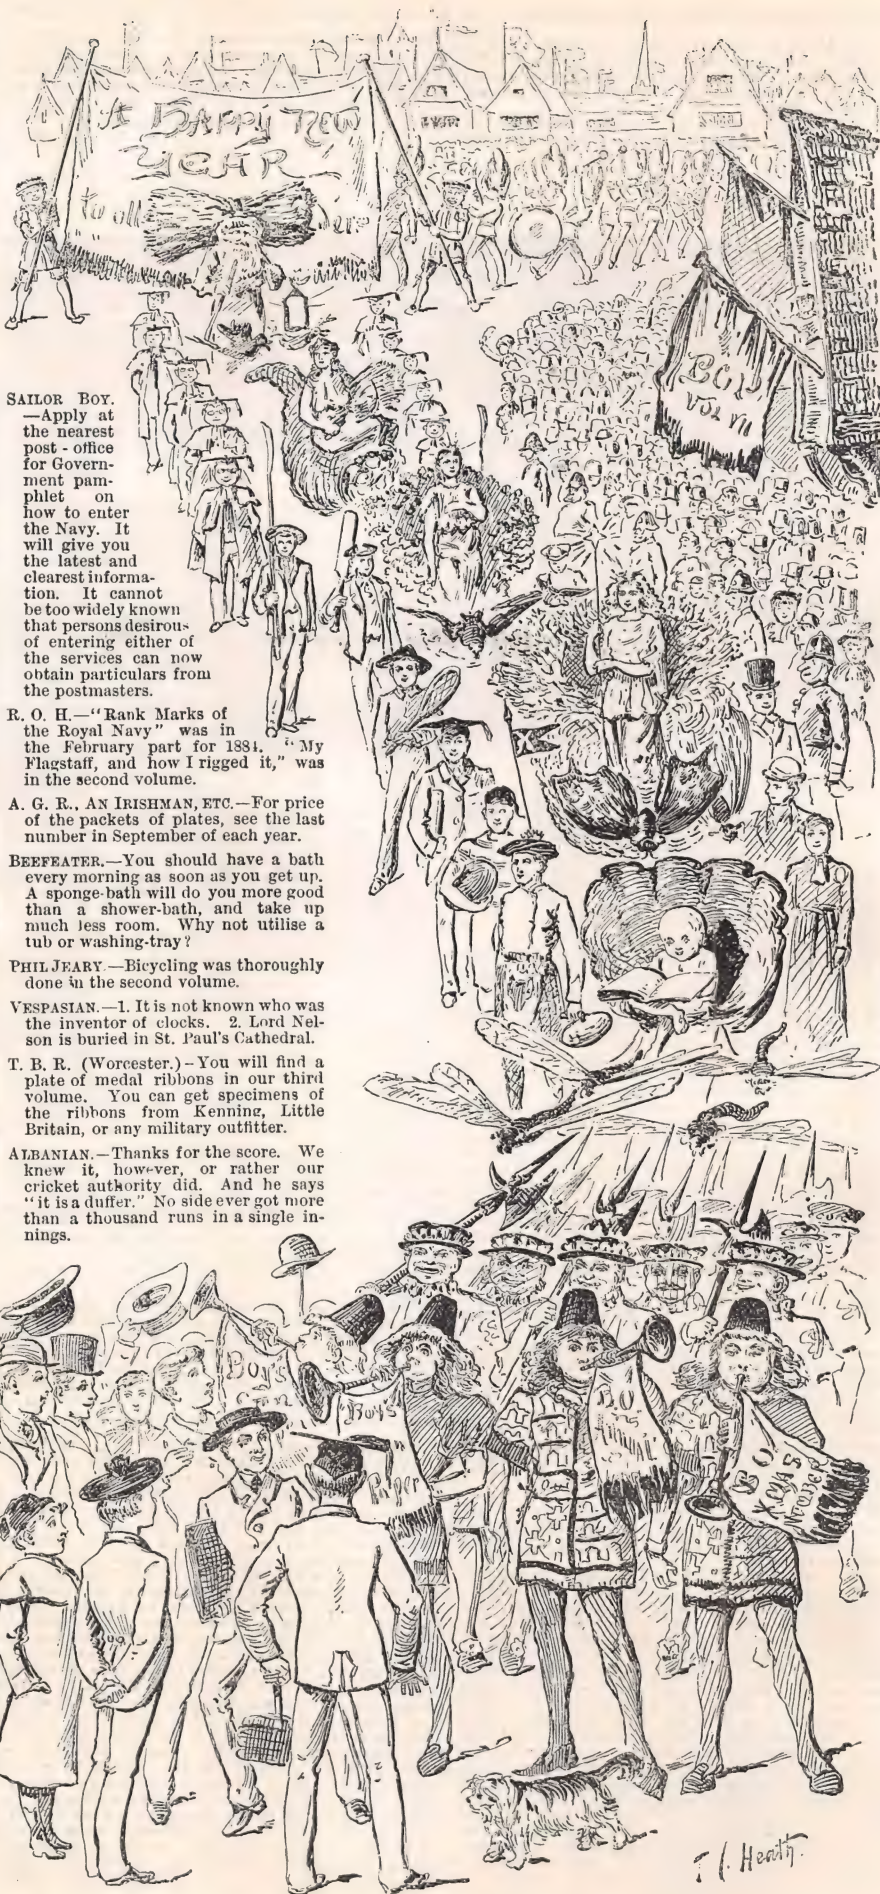 A HAPPY NEW
YEAR
to all
BOP
VOL VII
SAILOR BOY.
—Apply at
the nearest
post - office
for Govern-
ment pam-
phlet on
how to enter
the Navy. It
will give you
the latest and
clearest informa-
tion. It cannot
be too widely known
that persons desirous
of entering either of
the services can now
obtain particulars from
the postmasters.
R. O. H.—"Rank Marks of
the Royal Navy" was in
the February part for 1884. "My
Flagstaff, and how I rigged it," was
in the second volume.
A. G. R., AN IRISHMAN, ETC.—For price
of the packets of plates, see the last
number in September of each year.
BEEFEATER.—You should have a bath
every morning as soon as you get up.
A sponge-bath will do you more good
than a shower-bath, and take up
much less room. Why not utilise a
tub or washing-tray?
PHIL JEARY.—Bicycling was thoroughly
done in the second volume.
VESPASIAN.—1. It is not known who was
the inventor of clocks. 2. Lord Nel-
son is buried in St. Paul's Cathedral.
T. B. R. (Worcester.)—You will find a
plate of medal ribbons in our third
volume. You can get specimens of
the ribbons from Kenning, Little
Britain, or any military outfitter.
ALBANIAN.—Thanks for the score. We
knew it, however, or rather our
cricket authority did. And he says
"it is a duffer." No side ever got more
than a thousand runs in a single in-
nings.
Boy's
Boys
Paper
B.O
B O
Heath.